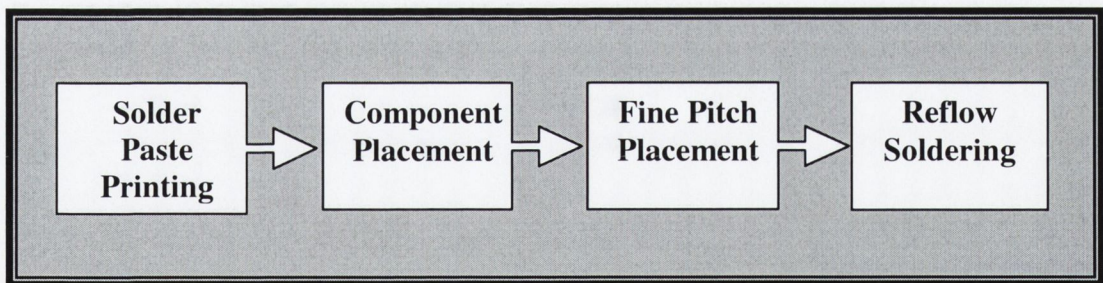 Solder
Paste
Printing
Component
Placement
Fine Pitch
Placement
Reflow
Soldering